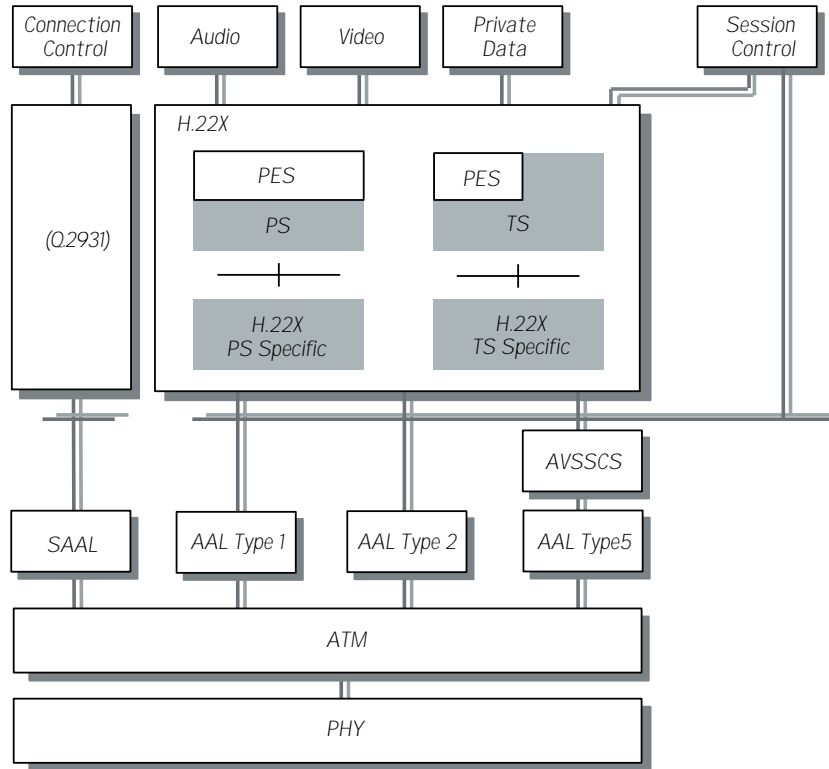 Connection
Control
Audio
Video
Private
Data
Session
Control
H.22X
PES
PES
(Q.2931)
PS
TS
H.22X
PS Specific
H.22X
TS Specific
AVSSCS
SAAL
AAL Type 1
AAL Type 2
AAL Type5
ATM
PHY